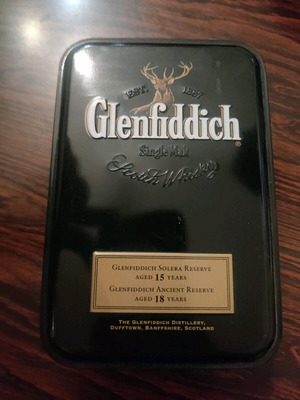 EST. 1887
Glenfiddich®
Single Malt
Scotch Whisky
GLENFIDDICH SOLERA RESERVE
AGED 15 YEARS
GLENFIDDICH ANCIENT RESERVE
AGED 18 YEARS
THE GLENFIDDICH DISTILLERY,
DUFFTOWN, BANFFSHIRE, SCOTLAND